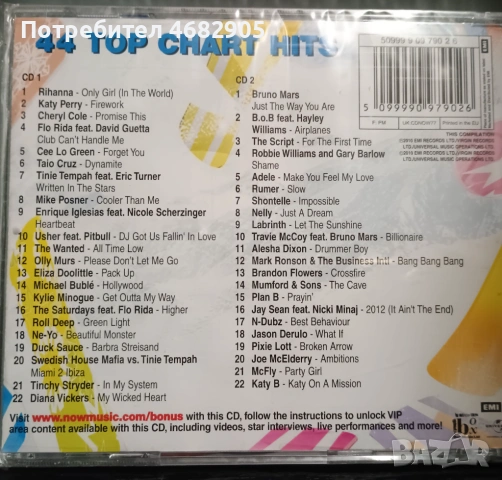 Потребител 4682905
44 TOP CHART HITS
CD 1
1 Rihanna - Only Girl (In The World)
2 Katy Perry - Firework
3 Cheryl Cole - Promise This
4 Flo Rida feat. David Guetta
Club Can't Handle Me
5 Cee Lo Green - Forget You
6 Taio Cruz - Dynamite
7 Tinie Tempah feat. Eric Turner
Written In The Stars
8 Mike Posner - Cooler Than Me
9 Enrique Iglesias feat. Nicole Scherzinger
Heartbeat
10 Usher feat. Pitbull - DJ Got Us Fallin' In Love
11 The Wanted - All Time Low
12 Olly Murs - Please Don't Let Me Go
13 Eliza Doolittle - Pack Up
14 Michael Bublé - Hollywood
15 Kylie Minogue - Get Outta My Way
16 The Saturdays feat. Flo Rida - Higher
17 Roll Deep - Green Light
18 Ne-Yo - Beautiful Monster
19 Duck Sauce - Barbra Streisand
20 Swedish House Mafia vs. Tinie Tempah
Miami 2 Ibiza
21 Tinchy Stryder - In My System
22 Diana Vickers - My Wicked Heart
CD 2
1 Bruno Mars
Just The Way You Are
2 B.o.B feat. Hayley
Williams - Airplanes
3 The Script - For The First Time
4 Robbie Williams and Gary Barlow
Shame
5 Adele - Make You Feel My Love
6 Rumer - Slow
7 Shontelle - Impossible
8 Nelly - Just A Dream
9 Labrinth - Let The Sunshine
10 Travie McCoy feat. Bruno Mars - Billionaire
11 Alesha Dixon - Drummer Boy
12 Mark Ronson & The Business Intl - Bang Bang Bang
13 Brandon Flowers - Crossfire
14 Mumford & Sons - The Cave
15 Plan B - Prayin'
16 Jay Sean feat. Nicki Minaj - 2012 (It Ain't The End)
17 N-Dubz - Best Behaviour
18 Jason Derulo - What If
19 Pixie Lott - Broken Arrow
20 Joe McElderry - Ambitions
21 McFly - Party Girl
22 Katy B - Katy On A Mission
50999 9 09 790 2 6
5 099990 979026
Printed in the EU
THIS COMPILATION
Visit www.nowmusic.com/bonus with this CD, follow the instructions to unlock VIP
area content available with this CD, including videos, star interviews, live performances and more!
EMI
BAZAR